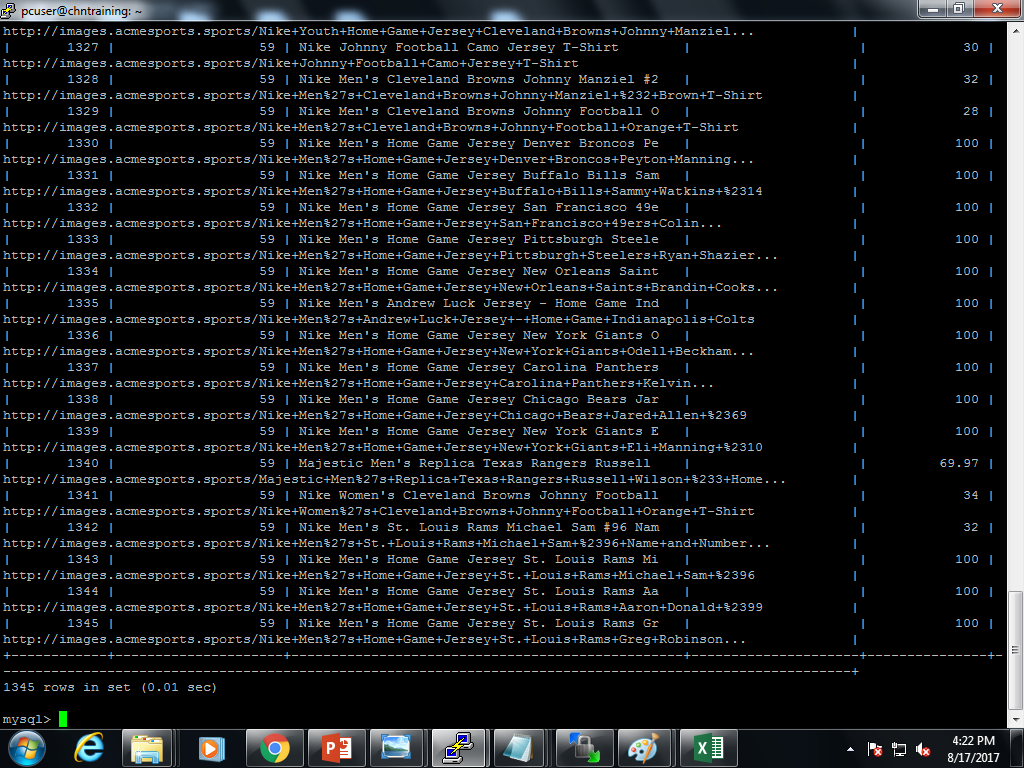 pcuser@chntraining: ~
http://images.acmesports.sports/Nike+Youth+Home+Game+Jersey+Cleveland+Browns+Johnny+Manziel... |
| 1327 | 59 | Nike Johnny Football Camo Jersey T-Shirt | | 30 |
http://images.acmesports.sports/Nike+Johnny+Football+Camo+Jersey+T-Shirt |
| 1328 | 59 | Nike Men's Cleveland Browns Johnny Manziel #2 | | 32 |
http://images.acmesports.sports/Nike+Men%27s+Cleveland+Browns+Johnny+Manziel+%232+Brown+T-Shirt |
| 1329 | 59 | Nike Men's Cleveland Browns Johnny Football O | | 28 |
http://images.acmesports.sports/Nike+Men%27s+Cleveland+Browns+Johnny+Football+Orange+T-Shirt |
| 1330 | 59 | Nike Men's Home Game Jersey Denver Broncos Pe | | 100 |
http://images.acmesports.sports/Nike+Men%27s+Home+Game+Jersey+Denver+Broncos+Peyton+Manning... |
| 1331 | 59 | Nike Men's Home Game Jersey Buffalo Bills Sam | | 100 |
http://images.acmesports.sports/Nike+Men%27s+Home+Game+Jersey+Buffalo+Bills+Sammy+Watkins+%2314 |
| 1332 | 59 | Nike Men's Home Game Jersey San Francisco 49e | | 100 |
http://images.acmesports.sports/Nike+Men%27s+Home+Game+Jersey+San+Francisco+49ers+Colin... |
| 1333 | 59 | Nike Men's Home Game Jersey Pittsburgh Steele | | 100 |
http://images.acmesports.sports/Nike+Men%27s+Home+Game+Jersey+Pittsburgh+Steelers+Ryan+Shazier... |
| 1334 | 59 | Nike Men's Home Game Jersey New Orleans Saint | | 100 |
http://images.acmesports.sports/Nike+Men%27s+Home+Game+Jersey+New+Orleans+Saints+Brandin+Cooks... |
| 1335 | 59 | Nike Men's Andrew Luck Jersey - Home Game Ind | | 100 |
http://images.acmesports.sports/Nike+Men%27s+Andrew+Luck+Jersey+-+Home+Game+Indianapolis+Colts |
| 1336 | 59 | Nike Men's Home Game Jersey New York Giants O | | 100 |
http://images.acmesports.sports/Nike+Men%27s+Home+Game+Jersey+New+York+Giants+Odell+Beckham... |
| 1337 | 59 | Nike Men's Home Game Jersey Carolina Panthers | | 100 |
http://images.acmesports.sports/Nike+Men%27s+Home+Game+Jersey+Carolina+Panthers+Kelvin... |
| 1338 | 59 | Nike Men's Home Game Jersey Chicago Bears Jar | | 100 |
http://images.acmesports.sports/Nike+Men%27s+Home+Game+Jersey+Chicago+Bears+Jared+Allen+%2369 |
| 1339 | 59 | Nike Men's Home Game Jersey New York Giants E | | 100 |
http://images.acmesports.sports/Nike+Men%27s+Home+Game+Jersey+New+York+Giants+Eli+Manning+%2310 |
| 1340 | 59 | Majestic Men's Replica Texas Rangers Russell | | 69.97 |
http://images.acmesports.sports/Majestic+Men%27s+Replica+Texas+Rangers+Russell+Wilson+%233+Home... |
| 1341 | 59 | Nike Women's Cleveland Browns Johnny Football | | 34 |
http://images.acmesports.sports/Nike+Women%27s+Cleveland+Browns+Johnny+Football+Orange+T-Shirt |
| 1342 | 59 | Nike Men's St. Louis Rams Michael Sam #96 Nam | | 32 |
http://images.acmesports.sports/Nike+Men%27s+St.+Louis+Rams+Michael+Sam+%2396+Name+and+Number... |
| 1343 | 59 | Nike Men's Home Game Jersey St. Louis Rams Mi | | 100 |
http://images.acmesports.sports/Nike+Men%27s+Home+Game+Jersey+St.+Louis+Rams+Michael+Sam+%2396 |
| 1344 | 59 | Nike Men's Home Game Jersey St. Louis Rams Aa | | 100 |
http://images.acmesports.sports/Nike+Men%27s+Home+Game+Jersey+St.+Louis+Rams+Aaron+Donald+%2399 |
| 1345 | 59 | Nike Men's Home Game Jersey St. Louis Rams Gr | | 100 |
http://images.acmesports.sports/Nike+Men%27s+Home+Game+Jersey+St.+Louis+Rams+Greg+Robinson... |
1345 rows in set (0.01 sec)
mysql>
4:22 PM
8/17/2017